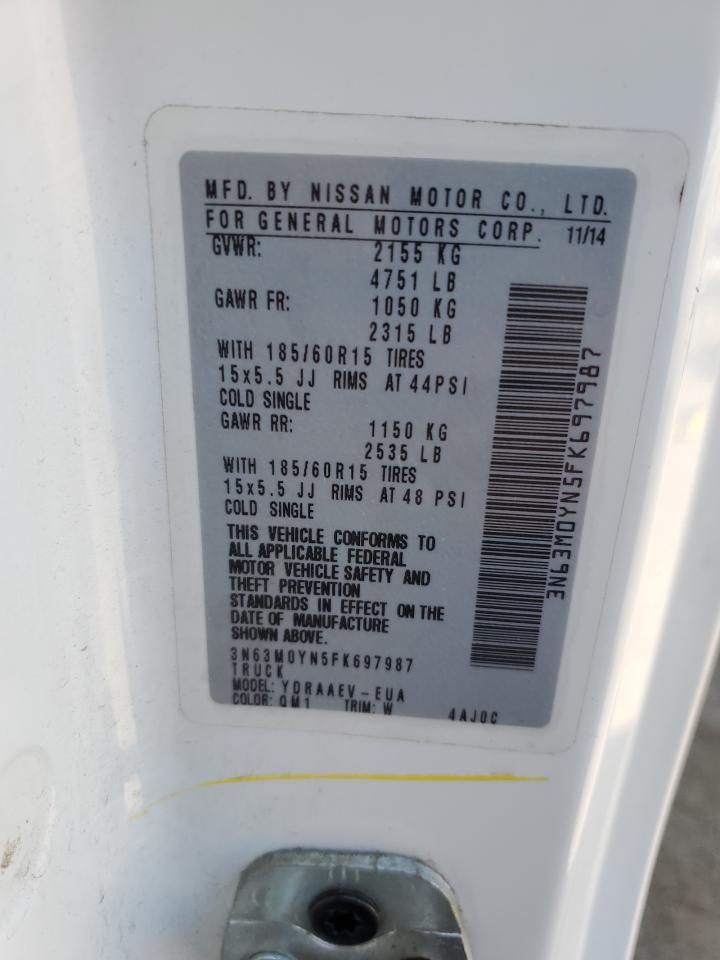 MFD. BY NISSAN MOTOR CO., LTD.
FOR GENERAL MOTORS CORP. 11/14
GVWR: 2155 KG
4751 LB
GAWR FR: 1050 KG
2315 LB
WITH 185/60R15 TIRES
15x5.5 JJ RIMS AT 44PSI
COLD SINGLE
GAWR RR: 1150 KG
2535 LB
WITH 185/60R15 TIRES
15x5.5 JJ RIMS AT 48 PSI
COLD SINGLE
THIS VEHICLE CONFORMS TO
ALL APPLICABLE FEDERAL
MOTOR VEHICLE SAFETY AND
THEFT PREVENTION
STANDARDS IN EFFECT ON THE
DATE OF MANUFACTURE
SHOWN ABOVE.
3N63M0YN5FK697987
TRUCK
MODEL: YDRAAEV-EUA
COLOR: QM1 TRIM: W 4AJ0C
3N63M0YN5FK697987